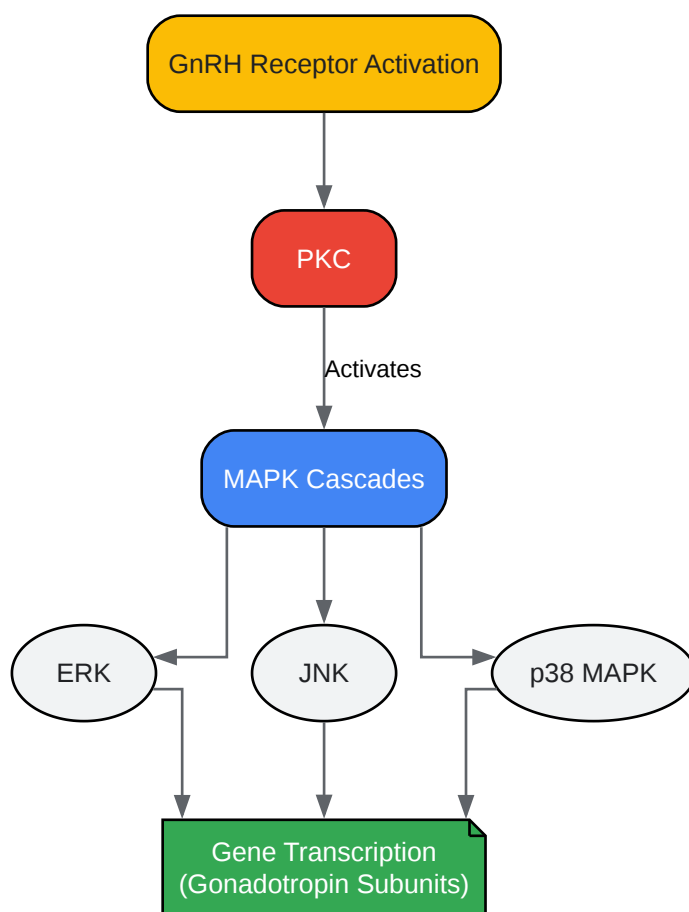 GnRH Receptor Activation
PKC
Activates
MAPK Cascades
ERK
JNK
p38 MAPK
Gene Transcription
(Gonadotropin Subunits)